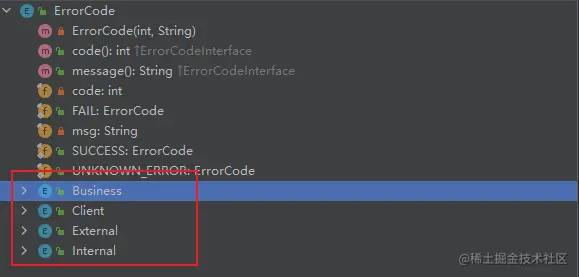 ErrorCode
ErrorCode(int, String)
code(): int ↑ErrorCodeInterface
message(): String ↑ErrorCodeInterface
code: int
FAIL: ErrorCode
msg: String
SUCCESS: ErrorCode
UNKNOWN_ERROR: ErrorCode
Business
Client
External
Internal
@稀土掘金技术社区